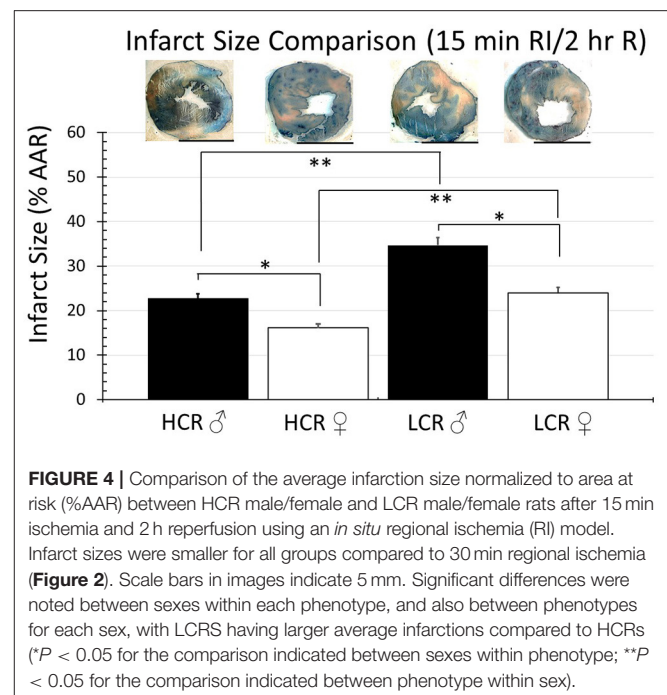 Infarct Size Comparison (15 min RI/2 hr R)
60
50
40
30
20
10
0
Infarct Size (% AAR)
**
**
*
*
HCR ♂ HCR ♀ LCR ♂ LCR ♀
FIGURE 4 | Comparison of the average infarction size normalized to area at
risk (%AAR) between HCR male/female and LCR male/female rats after 15 min
ischemia and 2 h reperfusion using an in situ regional ischemia (RI) model.
Infarct sizes were smaller for all groups compared to 30 min regional ischemia
(Figure 2). Scale bars in images indicate 5 mm. Significant differences were
noted between sexes within each phenotype, and also between phenotypes
for each sex, with LCRS having larger average infarctions compared to HCRs
(*P < 0.05 for the comparison indicated between sexes within phenotype; **P
< 0.05 for the comparison indicated between phenotype within sex).